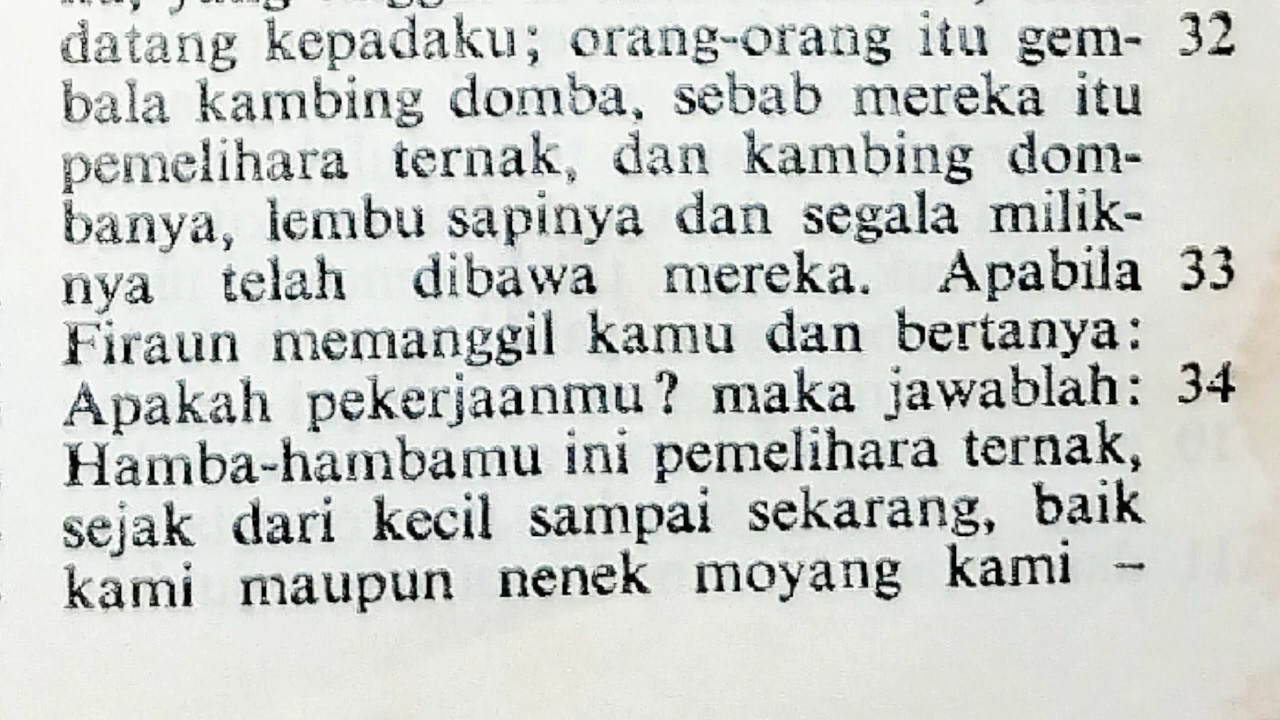 datang kepadaku; orang-orang itu gem- 32
bala kambing domba, sebab mereka itu
pemelihara ternak, dan kambing dom-
banya, lembu sapinya dan segala milik-
nya telah dibawa mereka. Apabila 33
Firaun memanggil kamu dan bertanya:
Apakah pekerjaanmu? maka jawablah: 34
Hamba-hambamu ini pemelihara ternak,
sejak dari kecil sampai sekarang, baik
kami maupun nenek moyang kami –